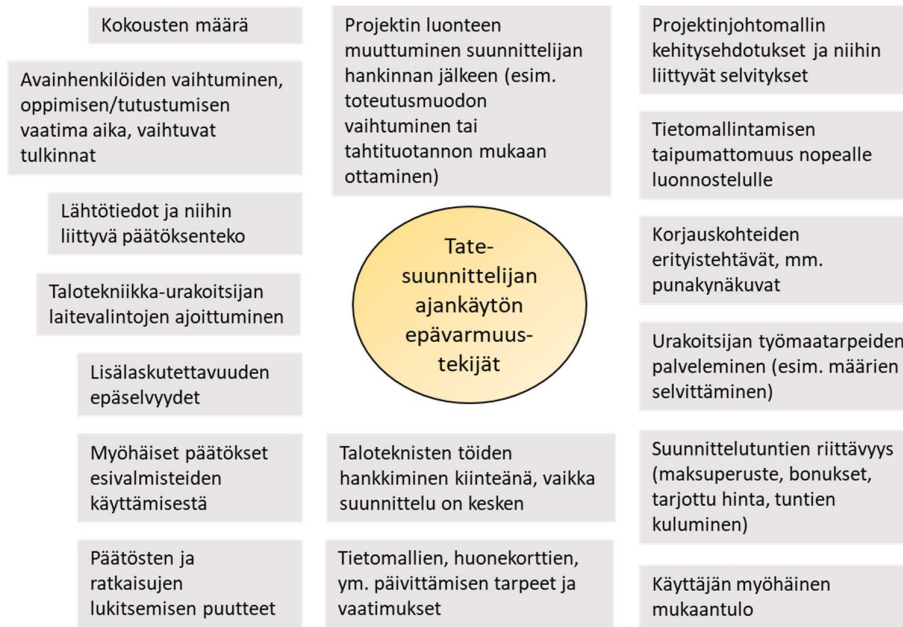 Kokousten määrä
Avainhenkilöiden vaihtuminen,
oppimisen/tutustumisen
vaatima aika, vaihtuvat
tulkinnat
Lähtötiedot ja niihin
liittyvä päätöksenteko
Talotekniikka-urakoitsijan
laitevalintojen ajoittuminen
Lisälaskutettavuuden
epäselvyydet
Myöhäiset päätökset
esivalmisteiden
käyttämisestä
Päätösten ja
ratkaisujen
lukitsemisen puutteet
Projektin luonteen
muuttuminen suunnittelijan
hankinnan jälkeen (esim.
toteutusmuodon
vaihtuminen tai
tahtituotannon mukaan
ottaminen)
Tate-
suunnittelijan
ajankäytön
epävarmuus-
tekijät
Taloteknisten töiden
hankkiminen kiinteänä, vaikka
suunnittelu on kesken
Tietomallien, huonekorttien,
ym. päivittämisen tarpeet ja
vaatimukset
Projektinjohtomallin
kehitysehdotukset ja niihin
liittyvät selvitykset
Tietomallintamisen
taipumattomuus nopealle
luonnostelulle
Korjauskohteiden
erityistehtävät, mm.
punakynäkuvat
Urakoitsijan työmaatarpeiden
palveleminen (esim. määrien
selvittäminen)
Suunnittelutuntien riittävyys
(maksuperuste, bonukset,
tarjottu hinta, tuntien
kuluminen)
Käyttäjän myöhäinen
mukaantulo